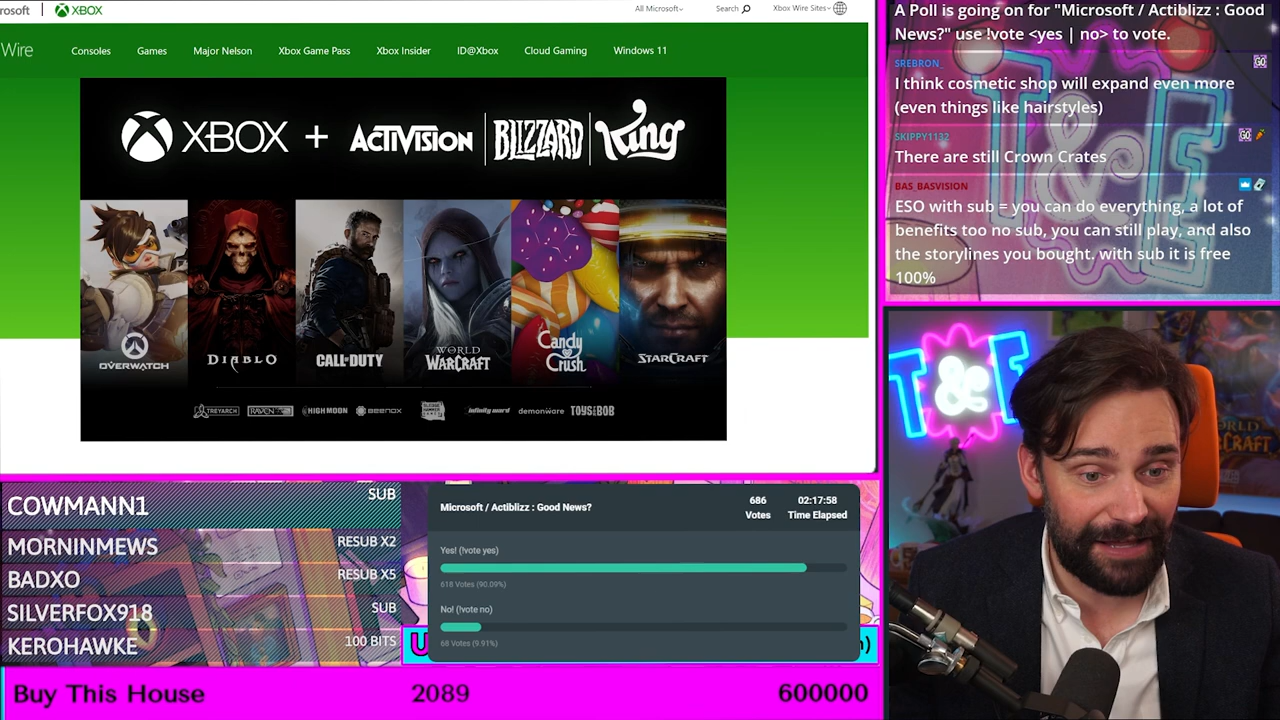 rosoft
XBOX
All Microsoft
Search
Xbox Wire Sites
Wire
Consoles
Games
Major Nelson
Xbox Game Pass
Xbox Insider
ID@Xbox
Cloud Gaming
Windows 11
XBOX + ACTIVISION BLIZZARD King
OVERWATCH
DIABLO
CALL OF DUTY
WORLD WARCRAFT
Candy Crush
STARCRAFT
TREYARCH
RAVEN
HIGH MOON
BEENOX
infinity ward
demonware
TOYS BOB
A Poll is going on for "Microsoft / Actiblizz : Good
News?" use !vote <yes | no> to vote.
SREBRON_
I think cosmetic shop will expand even more
(even things like hairstyles)
SKIPPY1132
There are still Crown Crates
BAS_BASVISION
ESO with sub = you can do everything, a lot of
benefits too no sub, you can still play, and also
the storylines you bought. with sub it is free
100%
T&E
COWMANN1 SUB
MORNINMEWS RESUB X2
BADXO RESUB X5
SILVERFOX918 SUB
KEROHAWKE 100 BITS
Microsoft / Actiblizz : Good News?
686
Votes
02:17:58
Time Elapsed
Yes! (!vote yes)
618 Votes (90.09%)
No! (!vote no)
68 Votes (9.91%)
Buy This House 2089 600000